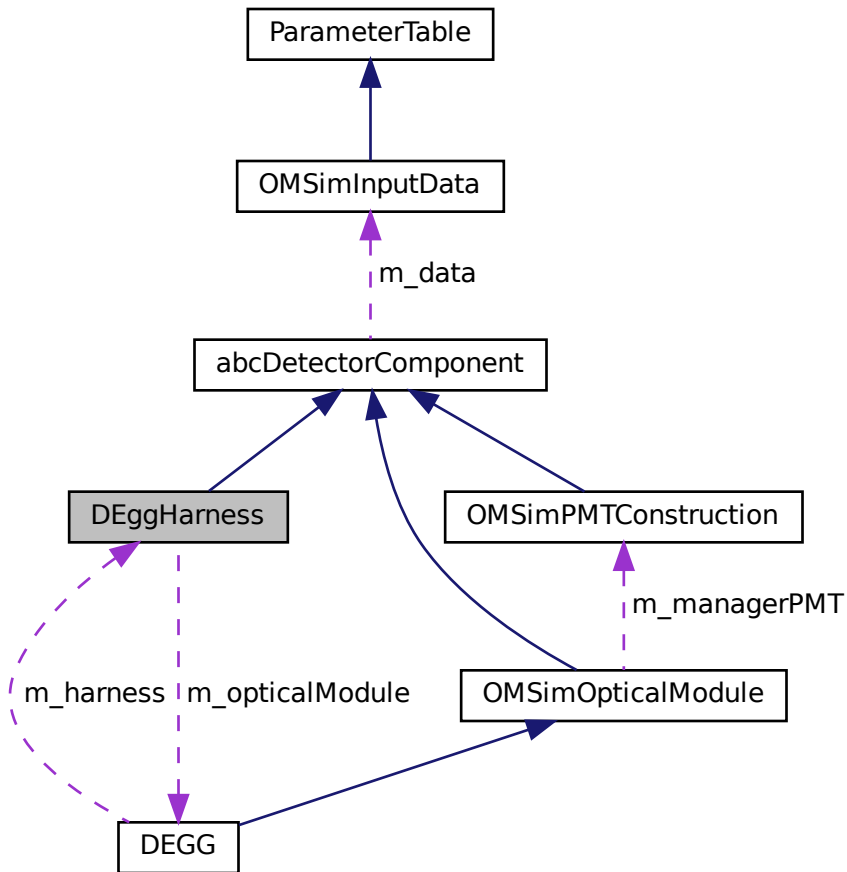 ParameterTable
OMSimInputData
m_data
abcDetectorComponent
DEggHarness
OMSimPMTConstruction
m_managerPMT
m_harness
m_opticalModule
OMSimOpticalModule
DEGG